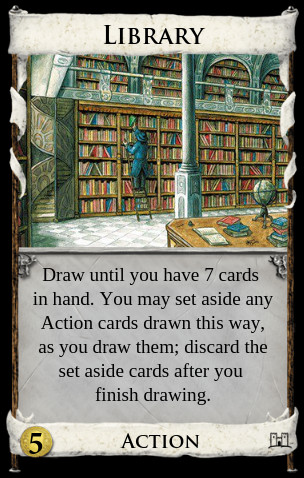 LIBRARY
Draw until you have 7 cards
in hand. You may set aside any
Action cards drawn this way,
as you draw them; discard the
set aside cards after you
finish drawing.
5
ACTION